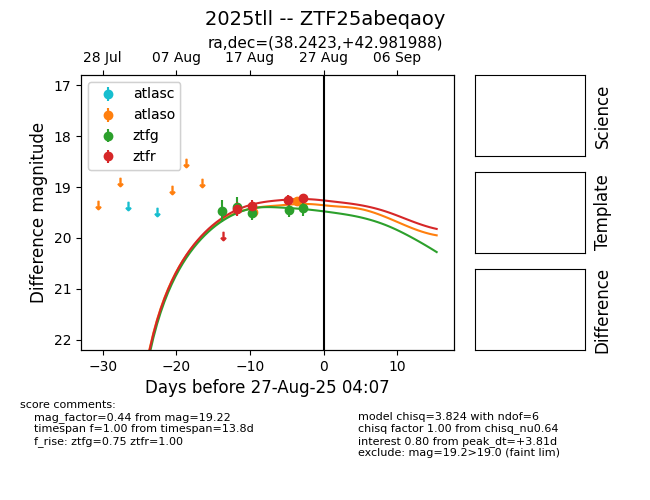 2025tll -- ZTF25abeqaoy
ra,dec=(38.2423,+42.981988)
28 Jul 07 Aug 17 Aug 27 Aug 06 Sep
17
18
19
20
21
22
Difference magnitude
atlasc
atlaso
ztfg
ztfr
−30 −20 −10 0 10
Days before 27-Aug-25 04:07
Science
Template
Difference
score comments:
mag_factor=0.44 from mag=19.22
timespan f=1.00 from timespan=13.8d
f_rise: ztfg=0.75 ztfr=1.00
model chisq=3.824 with ndof=6
chisq factor 1.00 from chisq_nu0.64
interest 0.80 from peak_dt=+3.81d
exclude: mag=19.2>19.0 (faint lim)